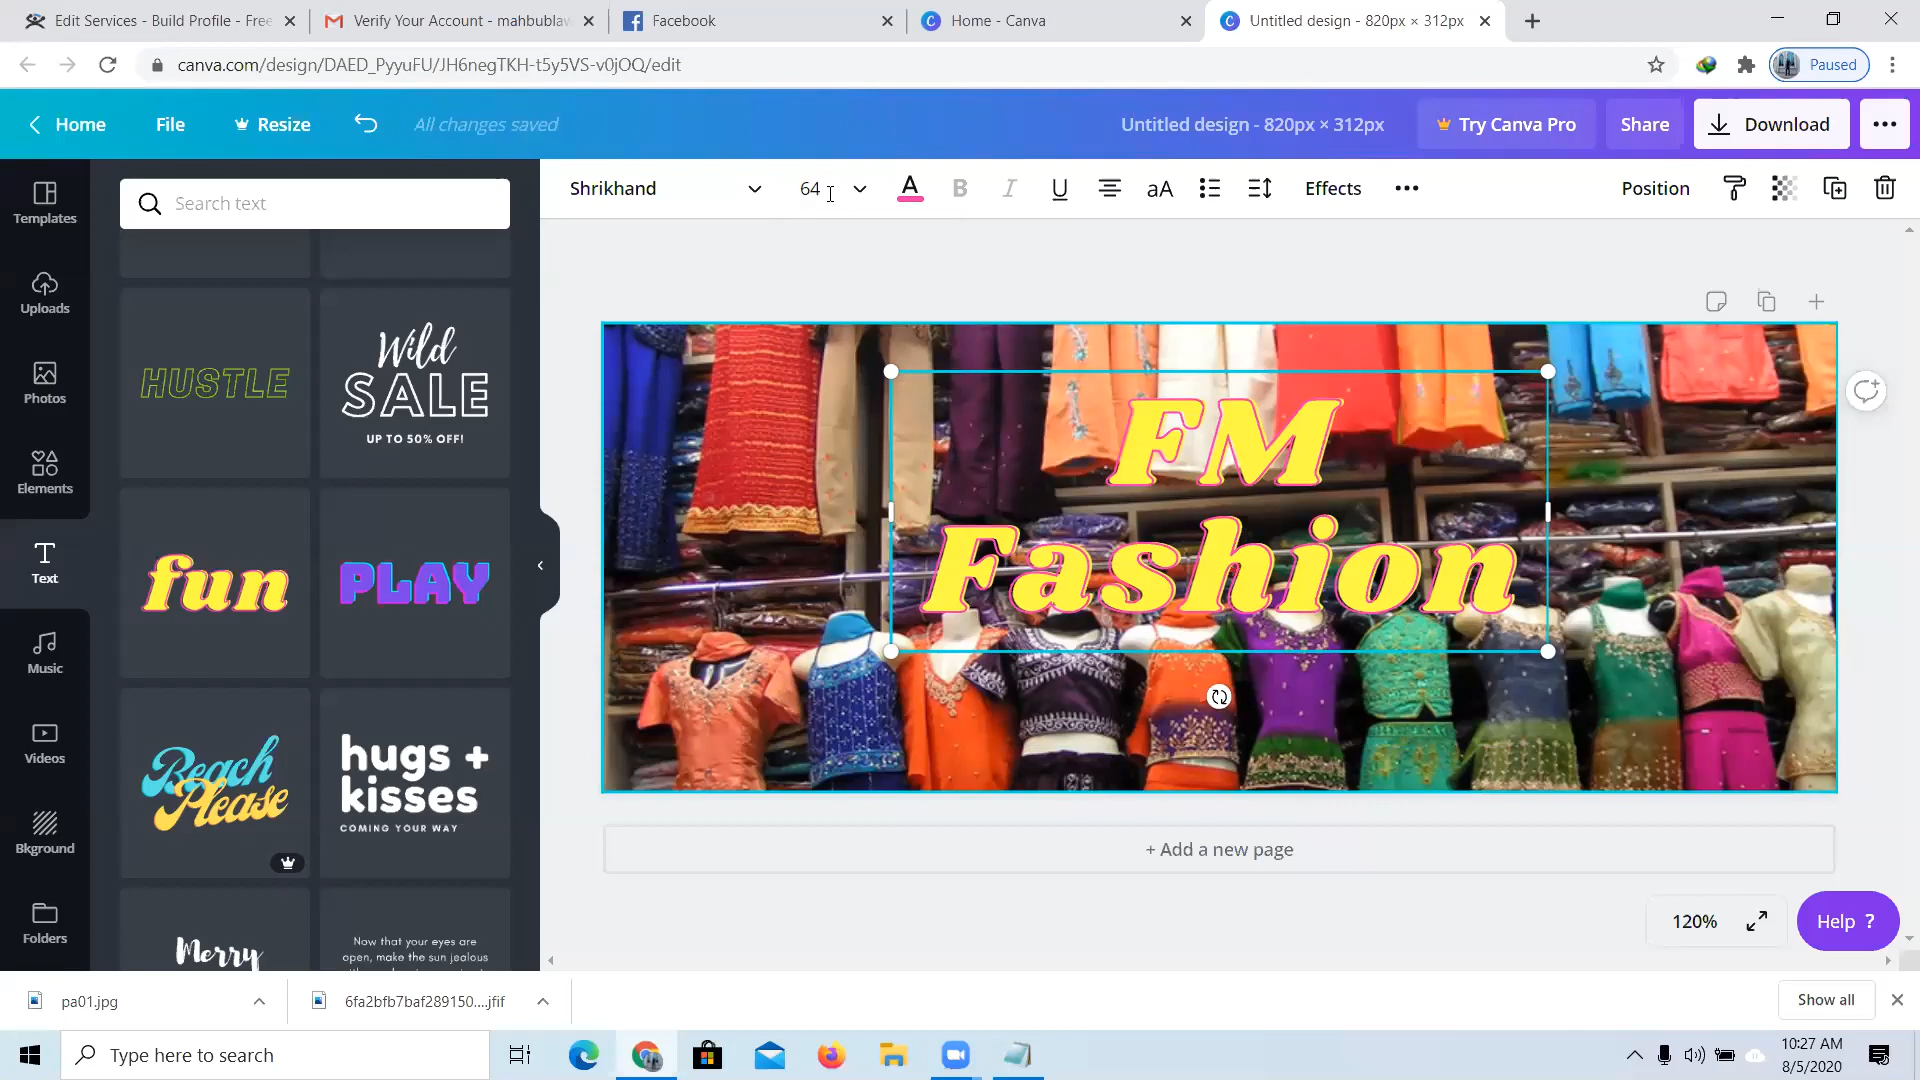 Edit Services - Build Profile - Free
Verify Your Account - mahbublaw
Facebook
Home - Canva
Untitled design - 820px × 312px
canva.com/design/DAED_PyyuFU/JH6negTKH-t5y5VS-v0jOQ/edit
Paused
Home
File
Resize
All changes saved
Untitled design - 820px × 312px
Try Canva Pro
Share
Download
Templates
Uploads
Photos
Elements
Text
Music
Videos
Bkground
Folders
Search text
Shrikhand
64
A
B
I
U
aA
Effects
Position
HUSTLE
Wild
SALE
UP TO 50% OFF!
fun
PLAY
Beach
Please
hugs +
kisses
COMING YOUR WAY
Merry
Now that your eyes are
open, make the sun jealous
FM
Fashion
+ Add a new page
120%
Help ?
pa01.jpg
6fa2bfb7baf289150....jfif
Show all
Type here to search
10:27 AM
8/5/2020